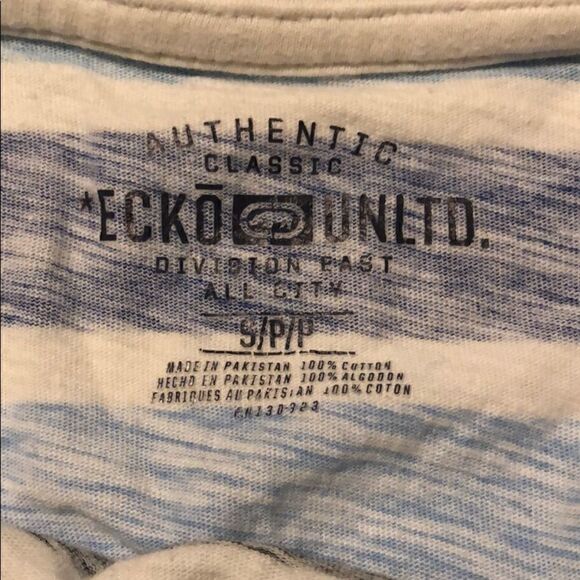 AUTHENTIC
CLASSIC
*ECKŌ UNLTD.
DIVISION EAST
ALL CITY
S/P/P
MADE IN PAKISTAN 100% COTTON
HECHO EN PAKISTAN 100% ALGODON
FABRIQUES AU PAKISTAN 100% COTON